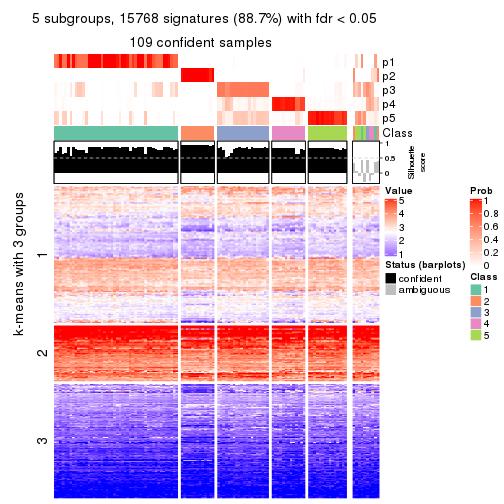 5 subgroups, 15768 signatures (88.7%) with fdr < 0.05
109 confident samples
p1
p2
p3
p4
p5
Class
1
0.5
0
Silhouette
score
k-means with 3 groups
1
2
3
Value
5
4
3
2
1
Status (barplots)
confident
ambiguous
Prob
1
0.8
0.6
0.4
0.2
0
Class
1
2
3
4
5